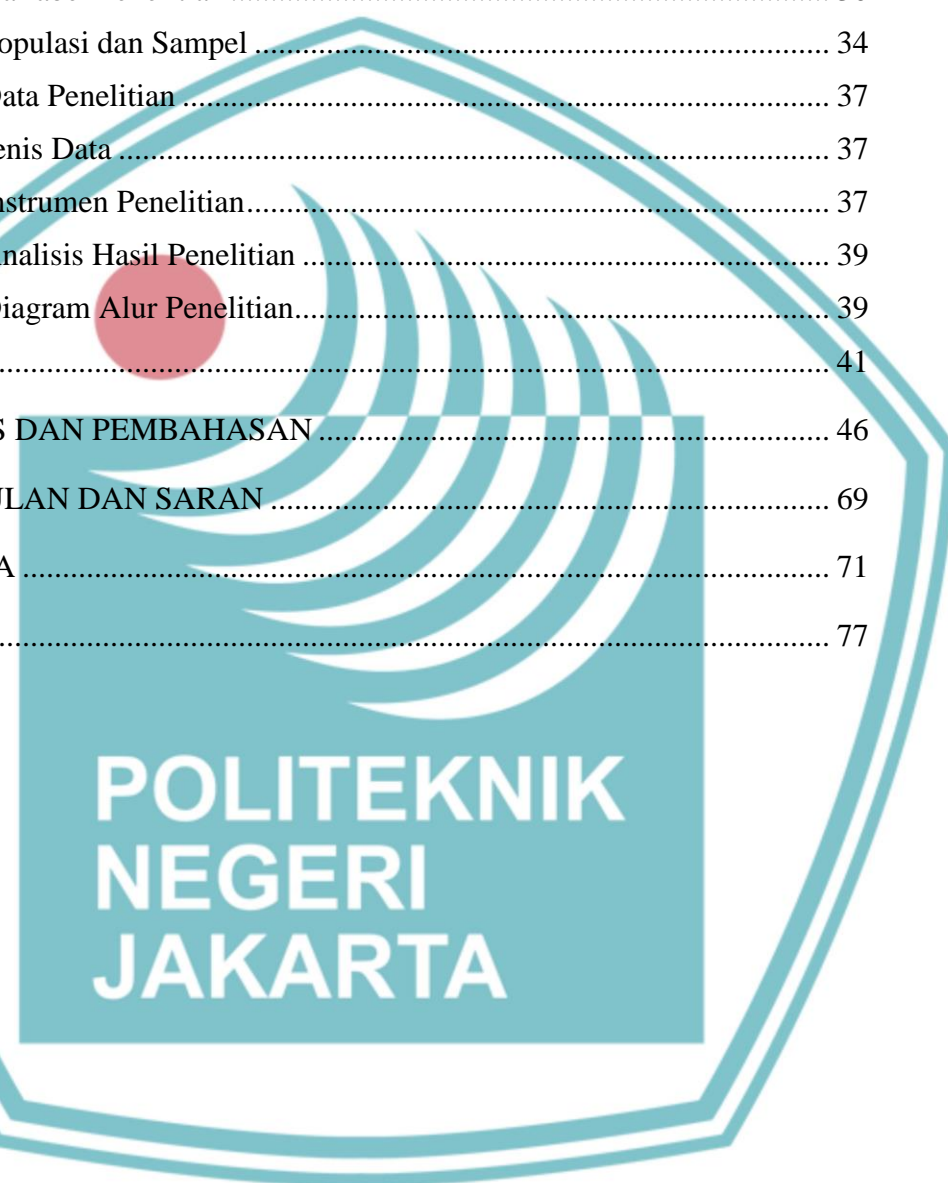 opulasi dan Sampel ........................................................................ 34
ata Penelitian ........................................................................ 37
enis Data ........................................................................ 37
nstrumen Penelitian ........................................................................ 37
nalisis Hasil Penelitian ........................................................................ 39
iagram Alur Penelitian ........................................................................ 39
........................................................................ 41
S DAN PEMBAHASAN ........................................................................ 46
ULAN DAN SARAN ........................................................................ 69
A ........................................................................ 71
........................................................................ 77
POLITEKNIK
NEGERI
JAKARTA